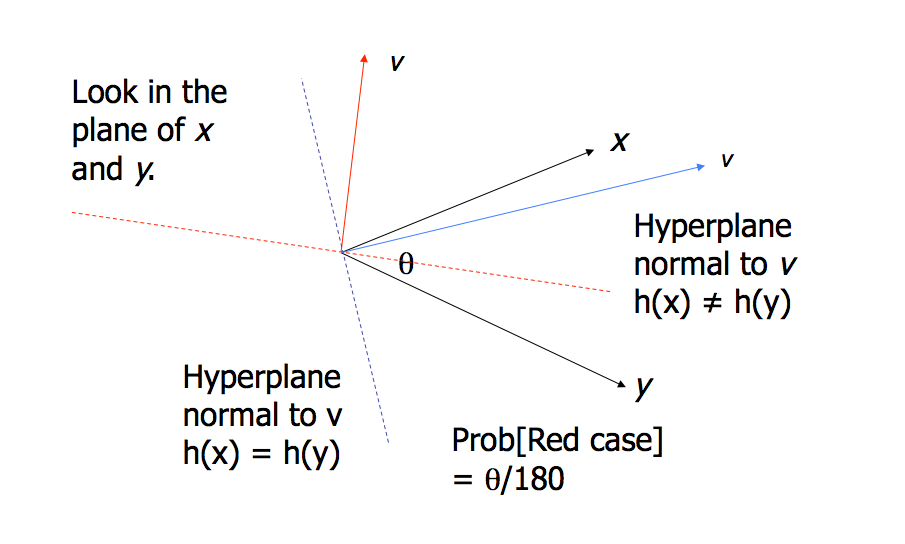 v
Look in the
plane of x
and y.
x
v
Hyperplane
normal to v
h(x) ≠ h(y)
θ
Hyperplane
normal to v
h(x) = h(y)
y
Prob[Red case]
= θ/180